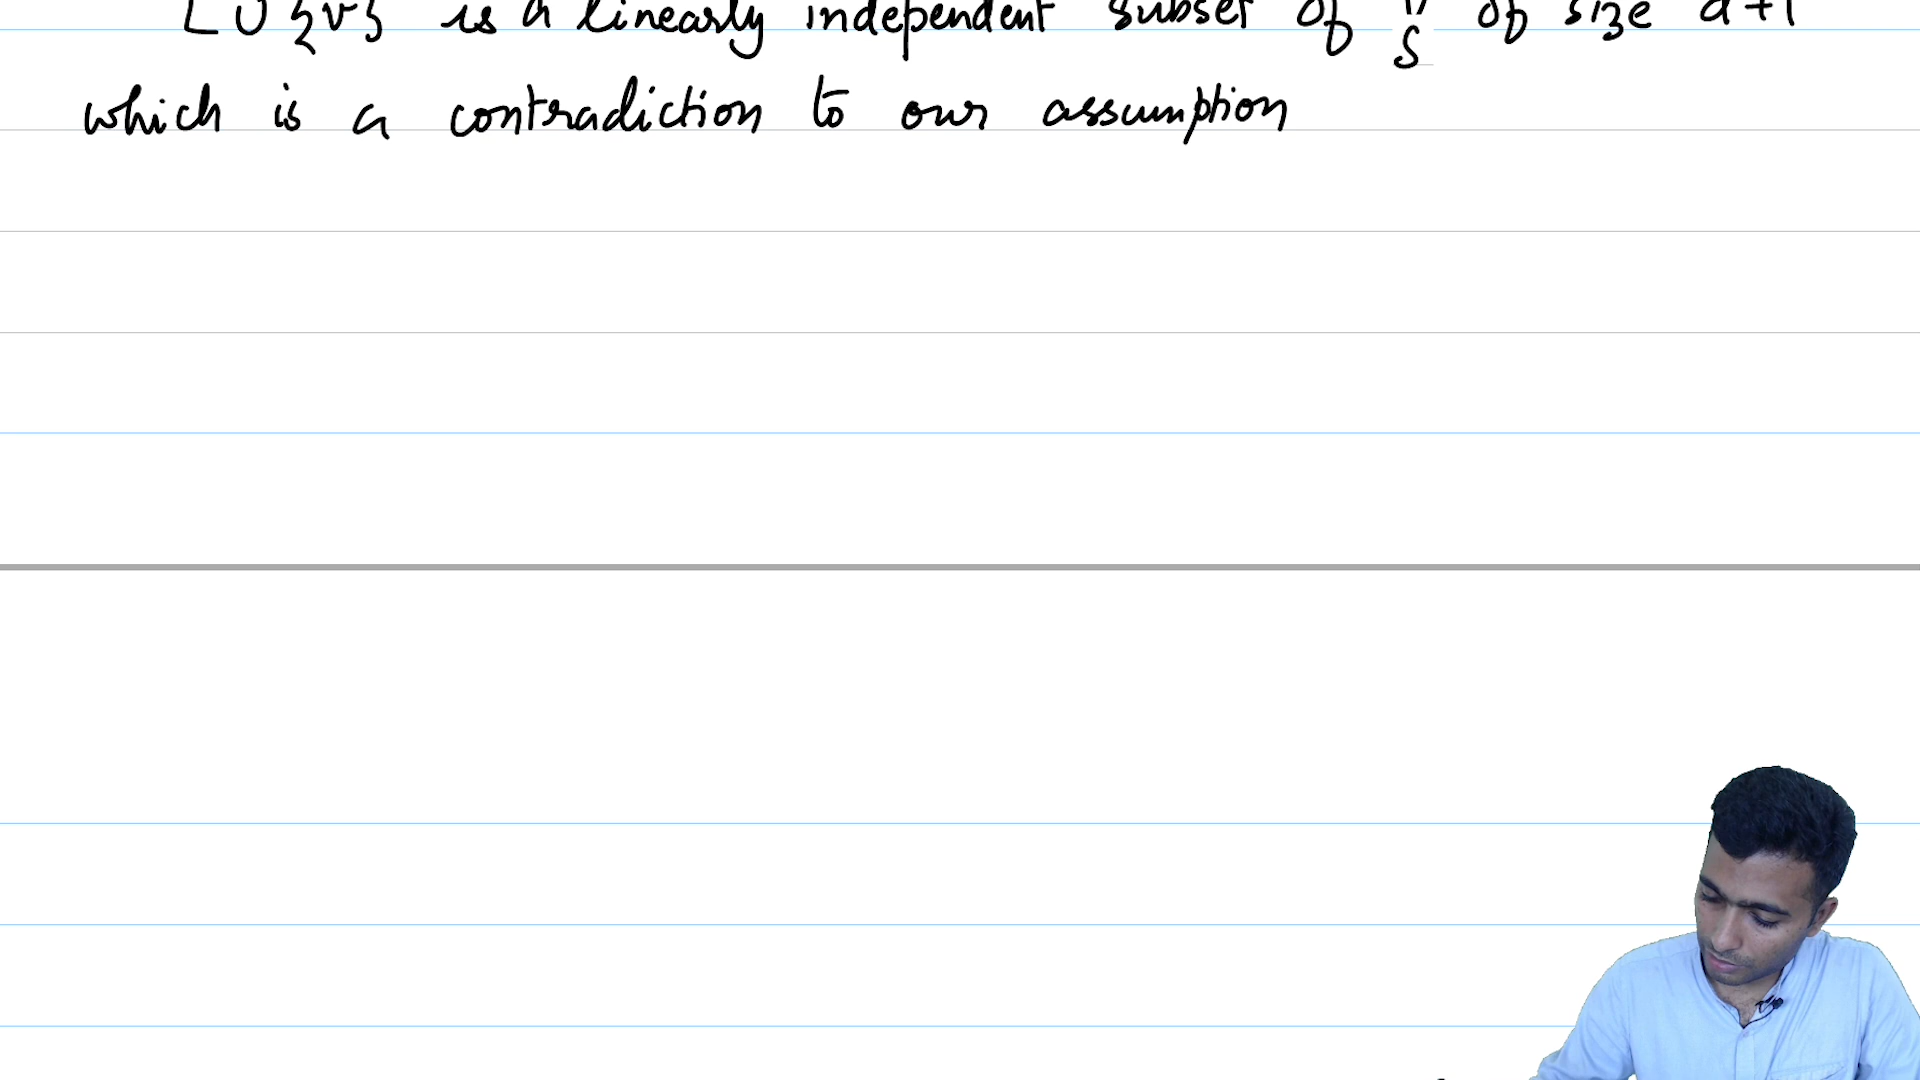 L ∪ {v} is a linearly independent subset of S of size d+1
which is a contradiction to our assumption